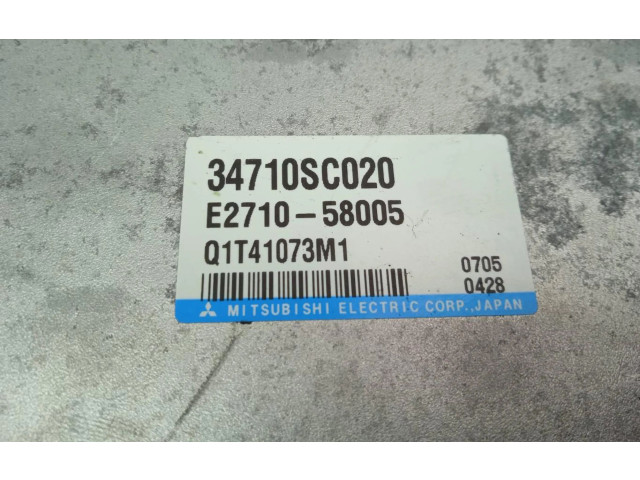 34710SC020
E2710-58005
Q1T41073M1
0705
0428
MITSUBISHI ELECTRIC CORP., JAPAN